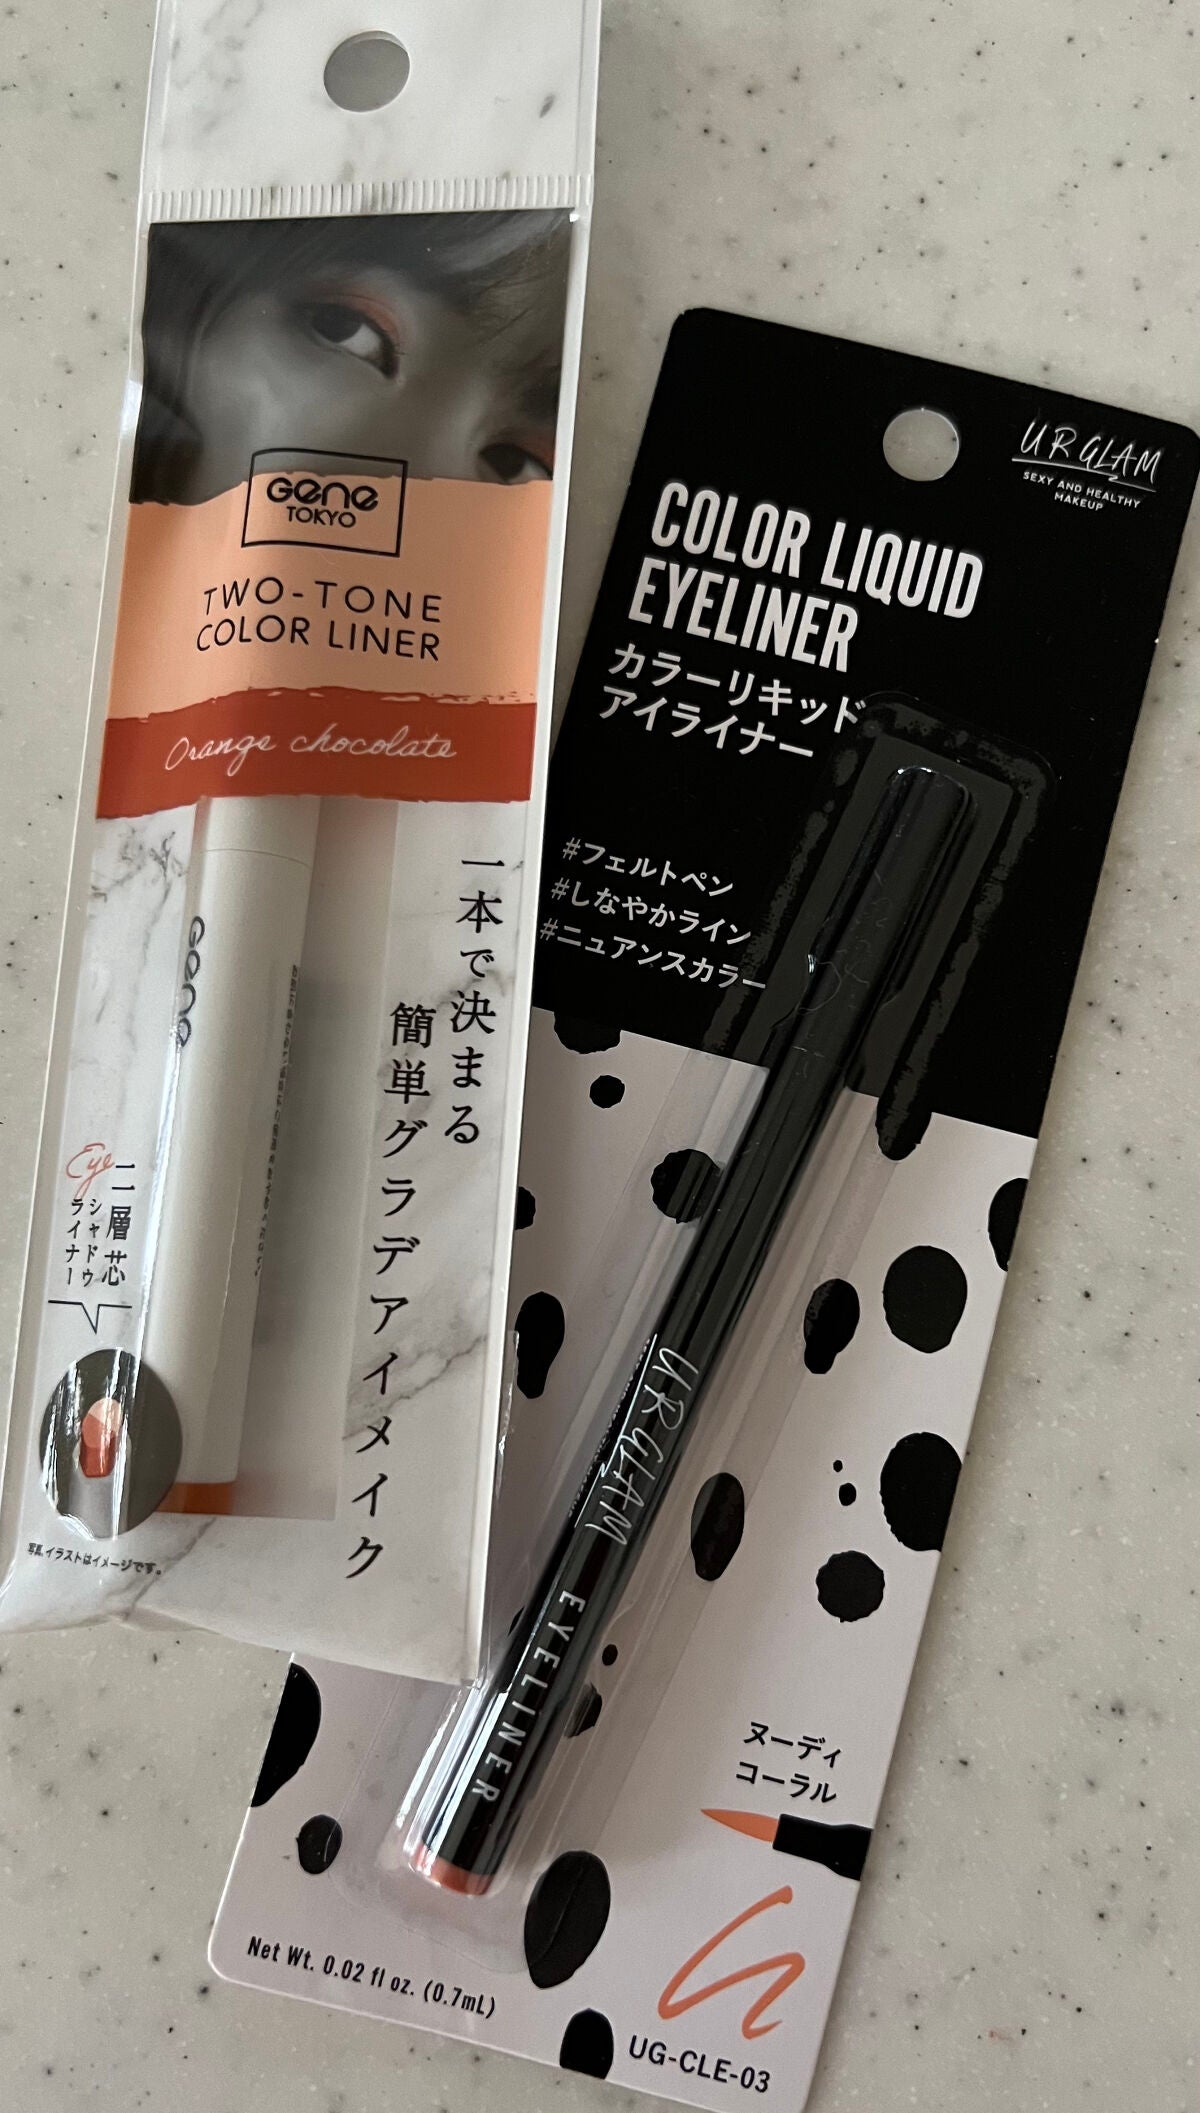 Gene
TOKYO
TWO-TONE
COLOR LINER
Orange chocolate
一本で決まる
簡単グラデアイメイク
Gene
Eye
二層芯
シャドウ
ライナー
写真、イラストはイメージです。
UR GLAM
SEXY AND HEALTHY
MAKEUP
COLOR LIQUID
EYELINER
カラーリキッド
アイライナー
#フェルトペン
#しなやかライン
#ニュアンスカラー
UR GLAM
EYELINER
ヌーディ
コーラル
Net Wt. 0.02 fl oz. (0.7mL)
UG-CLE-03